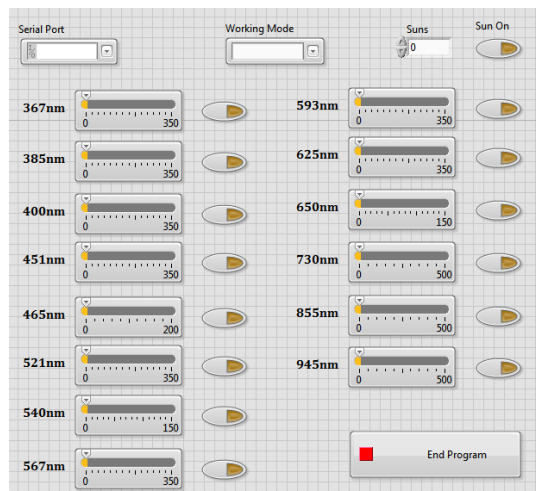 Serial Port
Working Mode
Suns
Sun On
0
367nm
0 350
385nm
0 350
400nm
0 350
451nm
0 350
465nm
0 200
521nm
0 350
540nm
0 150
567nm
0 350
593nm
0 350
625nm
0 350
650nm
0 150
730nm
0 500
855nm
0 500
945nm
0 500
End Program